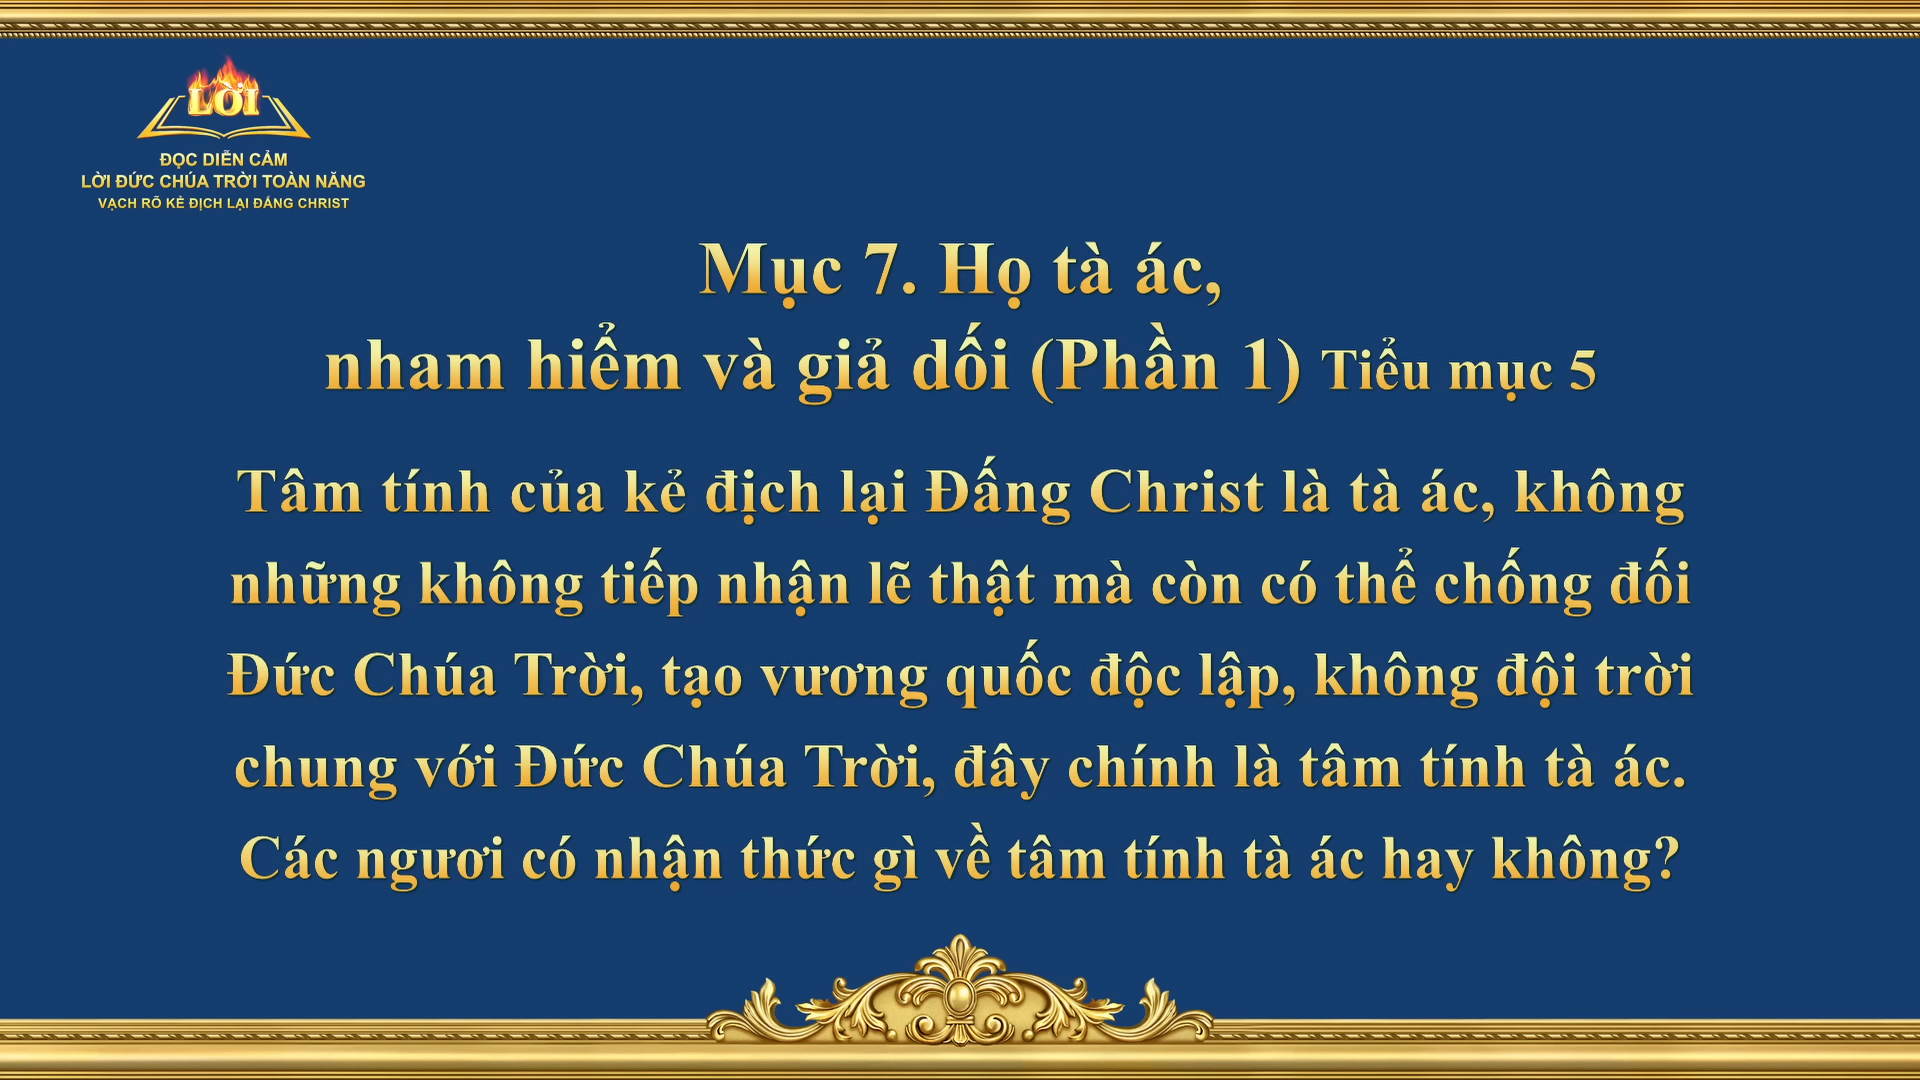 LỜI
ĐỌC DIỄN CẢM
LỜI ĐỨC CHÚA TRỜI TOÀN NĂNG
VẠCH RÕ KẺ ĐỊCH LẠI ĐẤNG CHRIST
Mục 7. Họ tà ác,
nham hiểm và giả dối (Phần 1) Tiểu mục 5
Tâm tính của kẻ địch lại Đấng Christ là tà ác, không
những không tiếp nhận lẽ thật mà còn có thể chống đối
Đức Chúa Trời, tạo vương quốc độc lập, không đội trời
chung với Đức Chúa Trời, đây chính là tâm tính tà ác.
Các ngươi có nhận thức gì về tâm tính tà ác hay không?